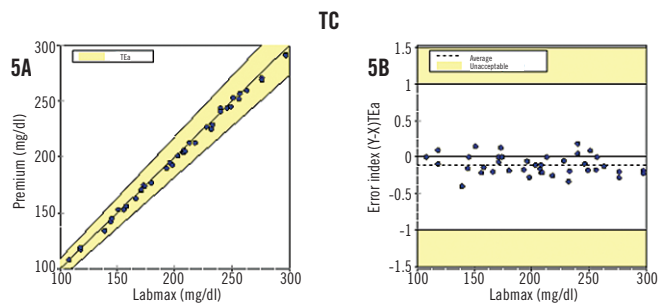 TC
5A
TEa
Premium (mg/dl)
300
250
200
150
100
100 150 200 250 300
Labmax (mg/dl)
5B
Average
Unacceptable
Error index (Y-X)TEa
1.5
1
0.5
0
-0.5
-1
-1.5
100 150 200 250 300
Labmax (mg/dl)